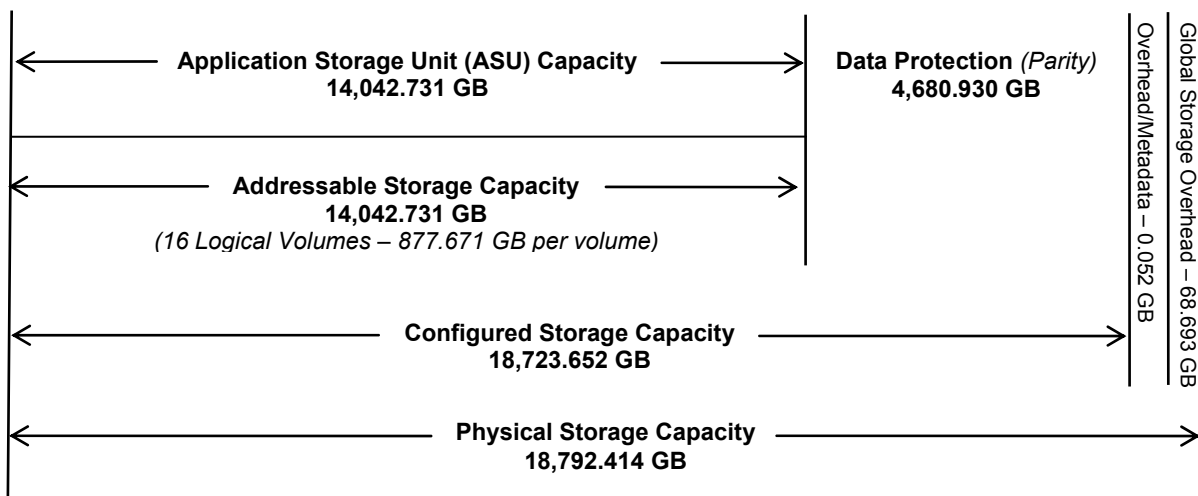 Application Storage Unit (ASU) Capacity
14,042.731 GB
Data Protection (Parity)
4,680.930 GB
Overhead/Metadata – 0.052 GB
Global Storage Overhead – 68.693 GB
Addressable Storage Capacity
14,042.731 GB
(16 Logical Volumes – 877.671 GB per volume)
Configured Storage Capacity
18,723.652 GB
Physical Storage Capacity
18,792.414 GB